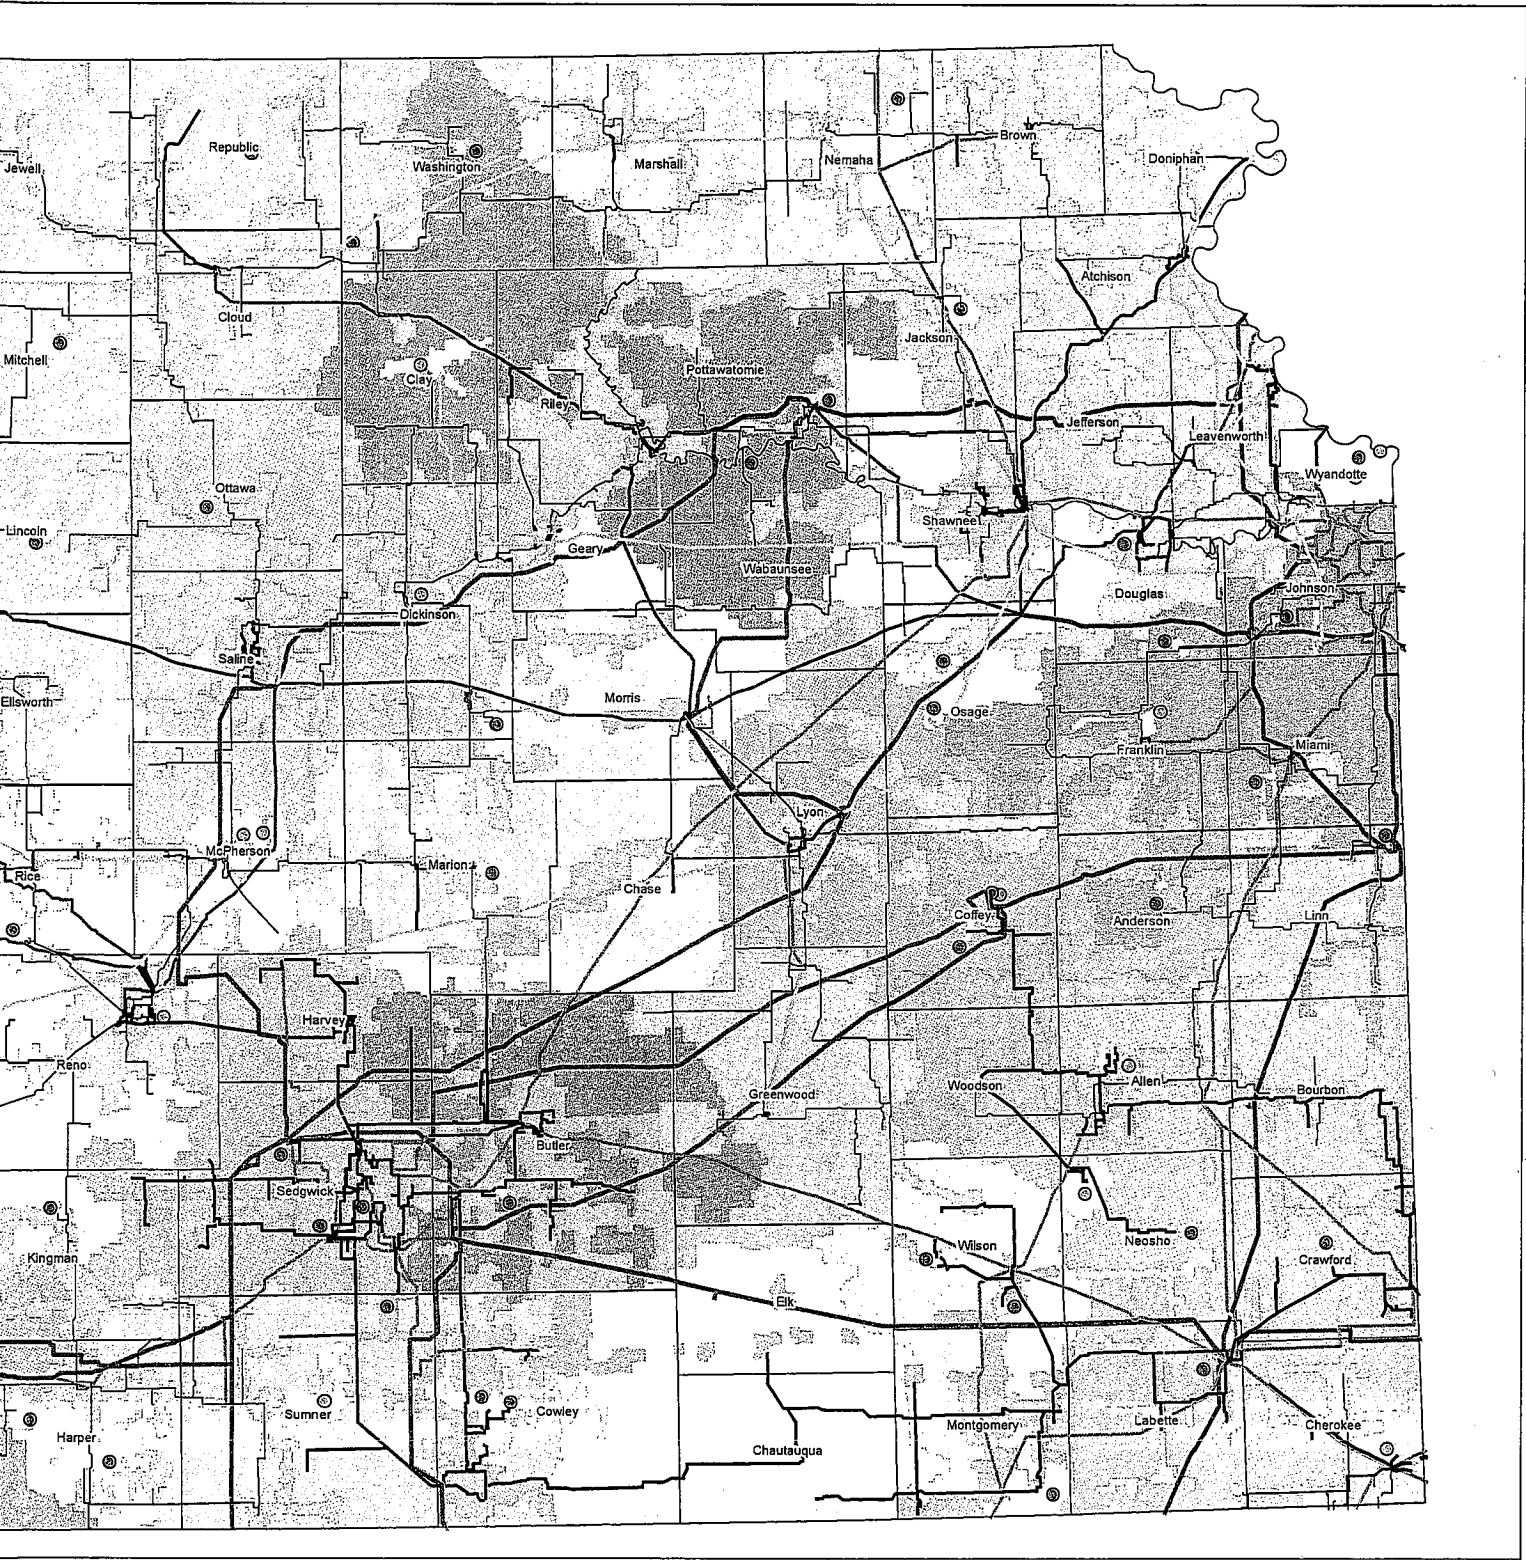 Republic
Washington
Marshall
Nemaha
Brown
Doniphan
Jewell
Atchison
Cloud
Jackson
Mitchell
Clay
Pottawatomie
Riley
Jefferson
Leavenworth
Wyandotte
Ottawa
Lincoln
Shawnee
Geary
Wabaunsee
Douglas
Johnson
Dickinson
Saline
Ellsworth
Morris
Osage
Franklin
Miami
Lyon
McPherson
Rice
Marion
Chase
Coffey
Anderson
Linn
Harvey
Reno
Greenwood
Woodson
Allen
Bourbon
Butler
Sedgwick
Kingman
Wilson
Neosho
Crawford
Elk
Sumner
Cowley
Harper
Chautauqua
Montgomery
Labette
Cherokee